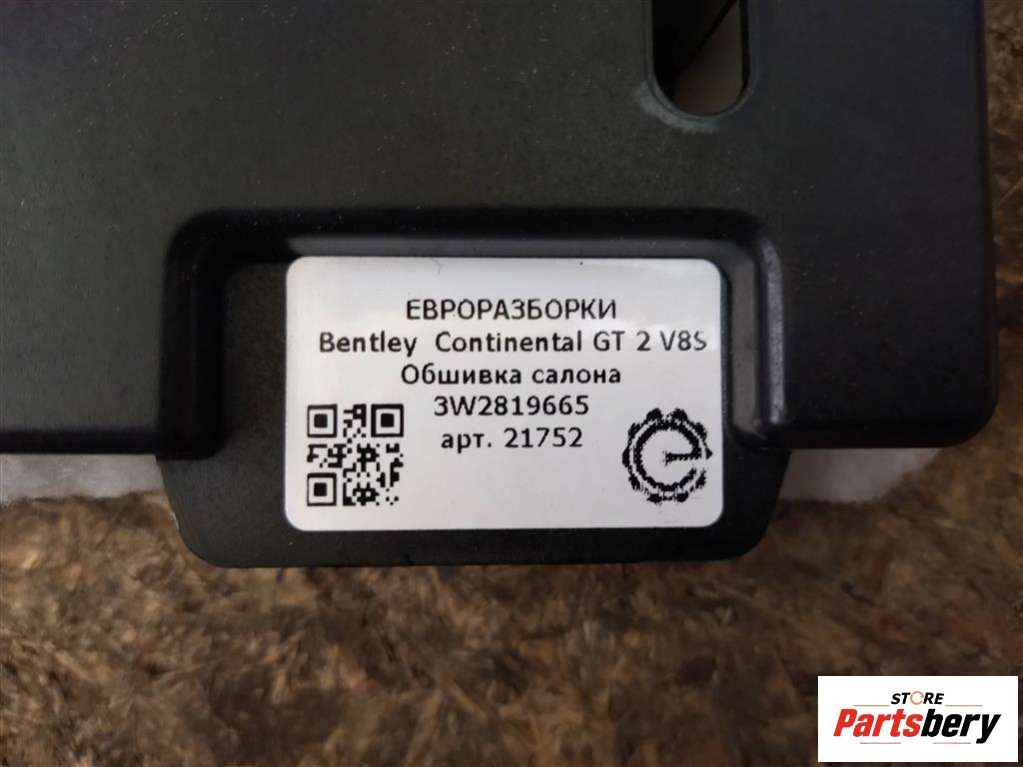 ЕВРОРАЗБОРКИ
Bentley Continental GT 2 V8S
Обшивка салона
3W2819665
арт. 21752
STORE
Partsbery